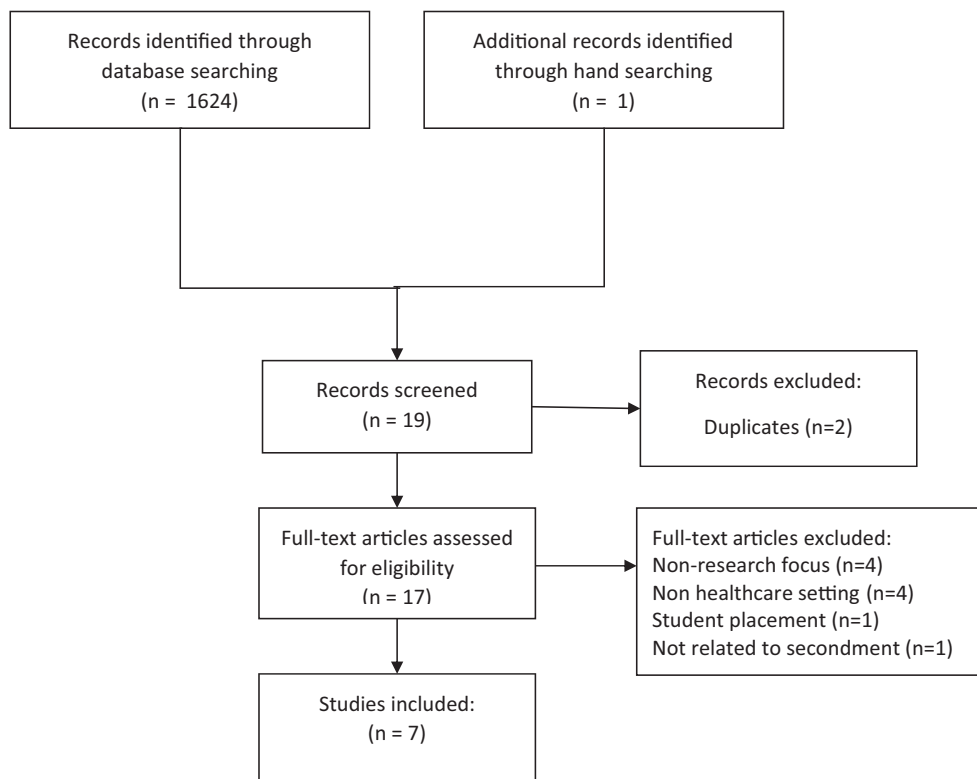 Records identified through
database searching
(n = 1624)
Additional records identified
through hand searching
(n = 1)
Records screened
(n = 19)
Records excluded:
Duplicates (n=2)
Full-text articles assessed
for eligibility
(n = 17)
Full-text articles excluded:
Non-research focus (n=4)
Non healthcare setting (n=4)
Student placement (n=1)
Not related to secondment (n=1)
Studies included:
(n = 7)